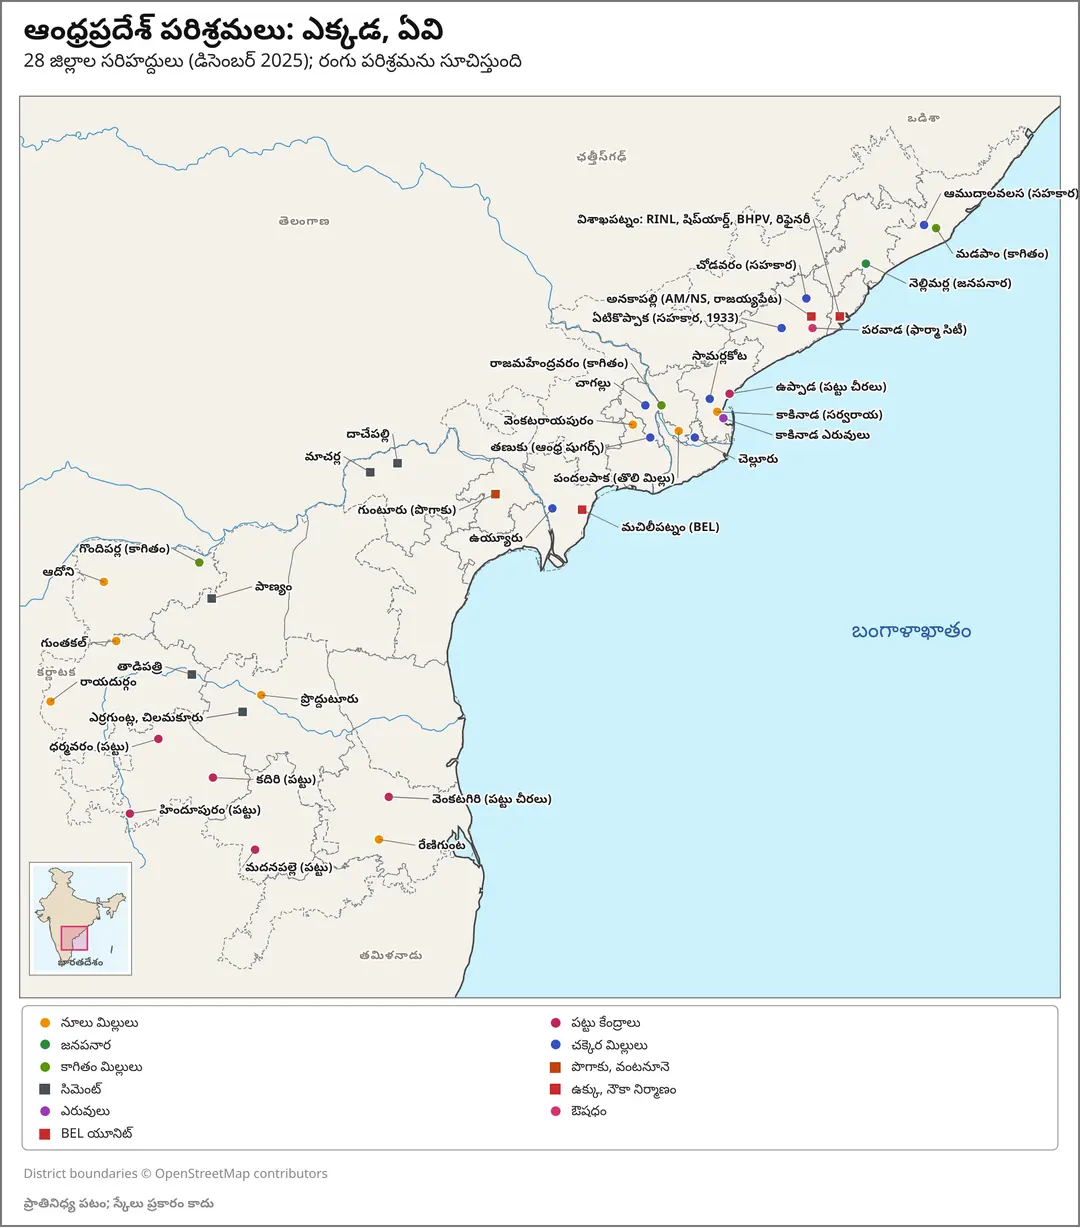 ఆంధ్రప్రదేశ్ పరిశ్రమలు: ఎక్కడ, ఏవి
28 జిల్లాల సరిహద్దులు (డిసెంబర్ 2025); రంగు పరిశ్రమను సూచిస్తుంది
ఒడిశా
ఛత్తీస్‌గఢ్
ఆముదాలవలస (సహకార)
తెలంగాణ
విశాఖపట్నం: RINL, షిప్‌యార్డ్, BHPV, రిఫైనరీ
మడపాం (కాగితం)
చోడవరం (సహకార)
నెల్లిమర్ల (జనపనార)
అనకాపల్లి (AM/NS, రాజయ్యపేట)
ఏటికొప్పాక (సహకార, 1933)
పరవాడ (ఫార్మా సిటీ)
సామర్లకోట
రాజమహేంద్రవరం (కాగితం)
చాగల్లు
ఉప్పాడ (పట్టు చీరలు)
కాకినాడ (సర్వరాయ)
వెంకటరాయపురం
కాకినాడ ఎరువులు
దాచేపల్లి
తణుకు (ఆంధ్ర షుగర్స్)
మాచర్ల
చెల్లూరు
పందలపాక (తొలి మిల్లు)
గుంటూరు (పొగాకు)
మచిలీపట్నం (BEL)
ఉయ్యూరు
గొందిపర్ల (కాగితం)
ఆదోని
పాణ్యం
బంగాళాఖాతం
గుంతకల్
తాడిపత్రి
కర్ణాటక
రాయదుర్గం
ప్రొద్దుటూరు
ఎర్రగుంట్ల, చిలమకూరు
ధర్మవరం (పట్టు)
కదిరి (పట్టు)
వెంకటగిరి (పట్టు చీరలు)
హిందూపురం (పట్టు)
రేణిగుంట
మదనపల్లె (పట్టు)
తమిళనాడు
భారతదేశం
నూలు మిల్లులు
పట్టు కేంద్రాలు
జనపనార
చక్కెర మిల్లులు
కాగితం మిల్లులు
పొగాకు, వంటనూనె
సిమెంట్
ఉక్కు, నౌకా నిర్మాణం
ఎరువులు
ఔషధం
BEL యూనిట్
District boundaries © OpenStreetMap contributors
ప్రాతినిధ్య పటం; స్కేలు ప్రకారం కాదు